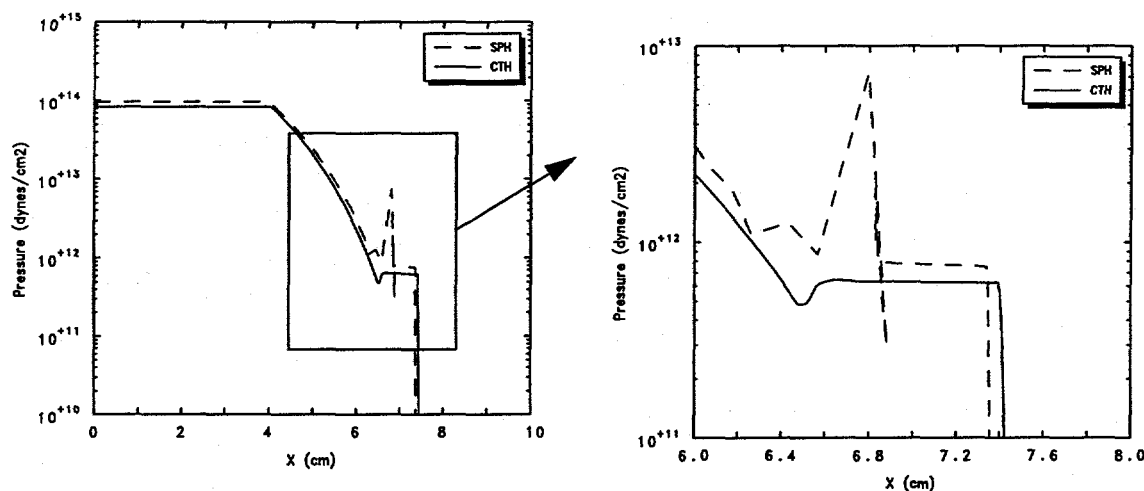 10+15
10+14
10+13
10+12
10+11
10+10
Pressure (dynes/cm2)
0 2 4 6 8 10
X (cm)
SPH
CTH
10+13
10+12
10+11
Pressure (dynes/cm2)
6.0 6.4 6.8 7.2 7.6 8.0
X (cm)
SPH
CTH